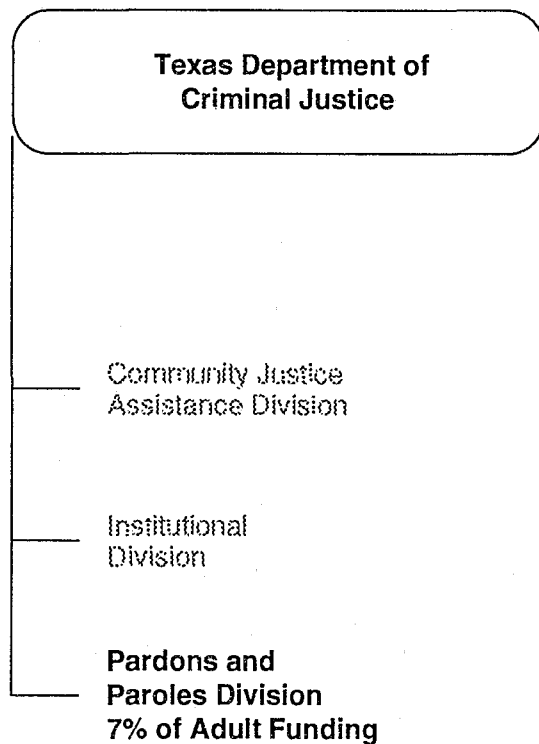 Texas Department of
Criminal Justice
Community Justice
Assistance Division
Institutional
Division
Pardons and
Paroles Division
7% of Adult Funding